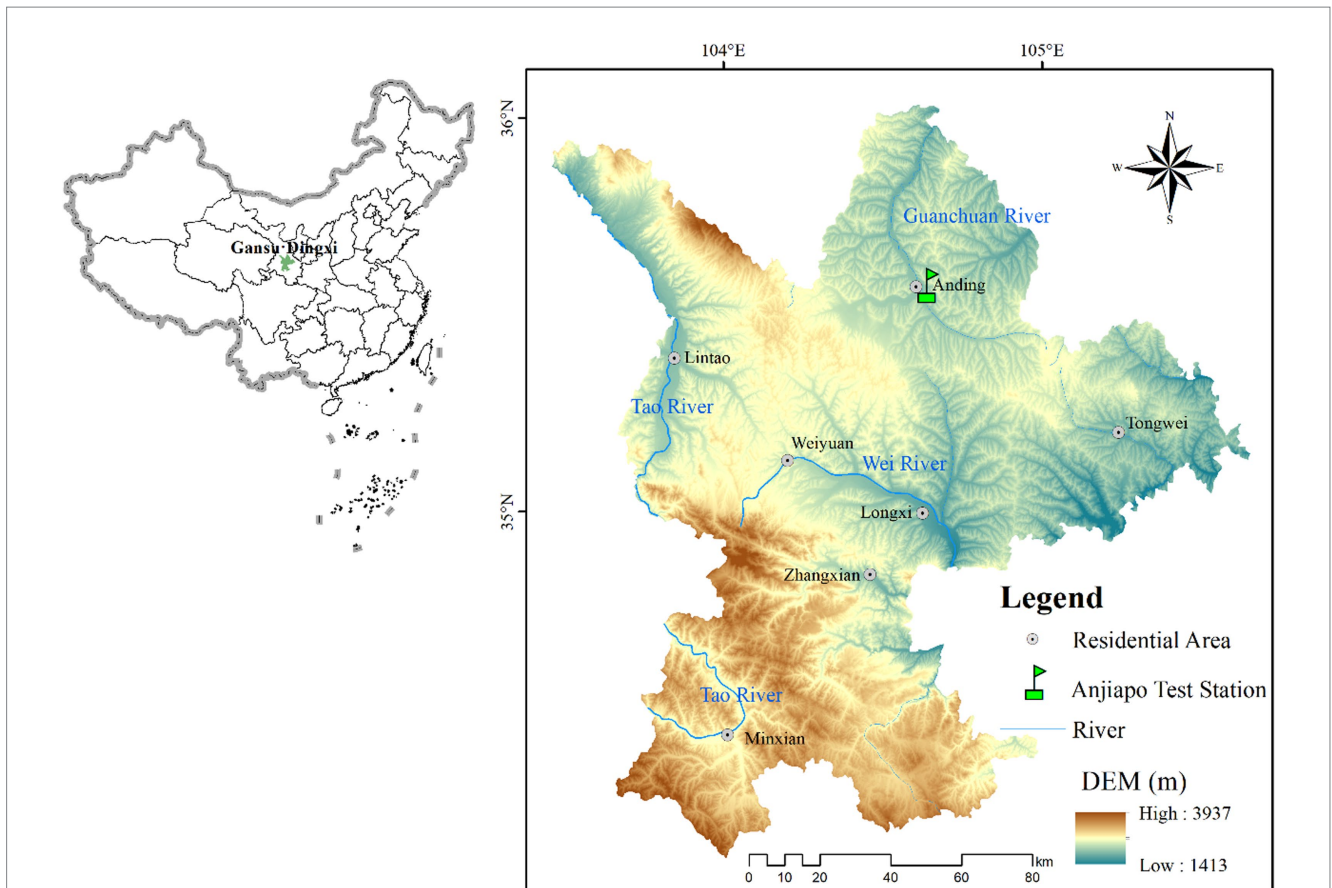 104°E
105°E
36°N
35°N
N
W
E
S
Gansu·Dingxi
Guanchuan River
Anding
Lintao
Tao River
Tongwei
Weiyuan
Wei River
Longxi
Zhangxian
Tao River
Minxian
Legend
Residential Area
Anjiapo Test Station
River
DEM (m)
High : 3937
Low : 1413
km
0 10 20 40 60 80